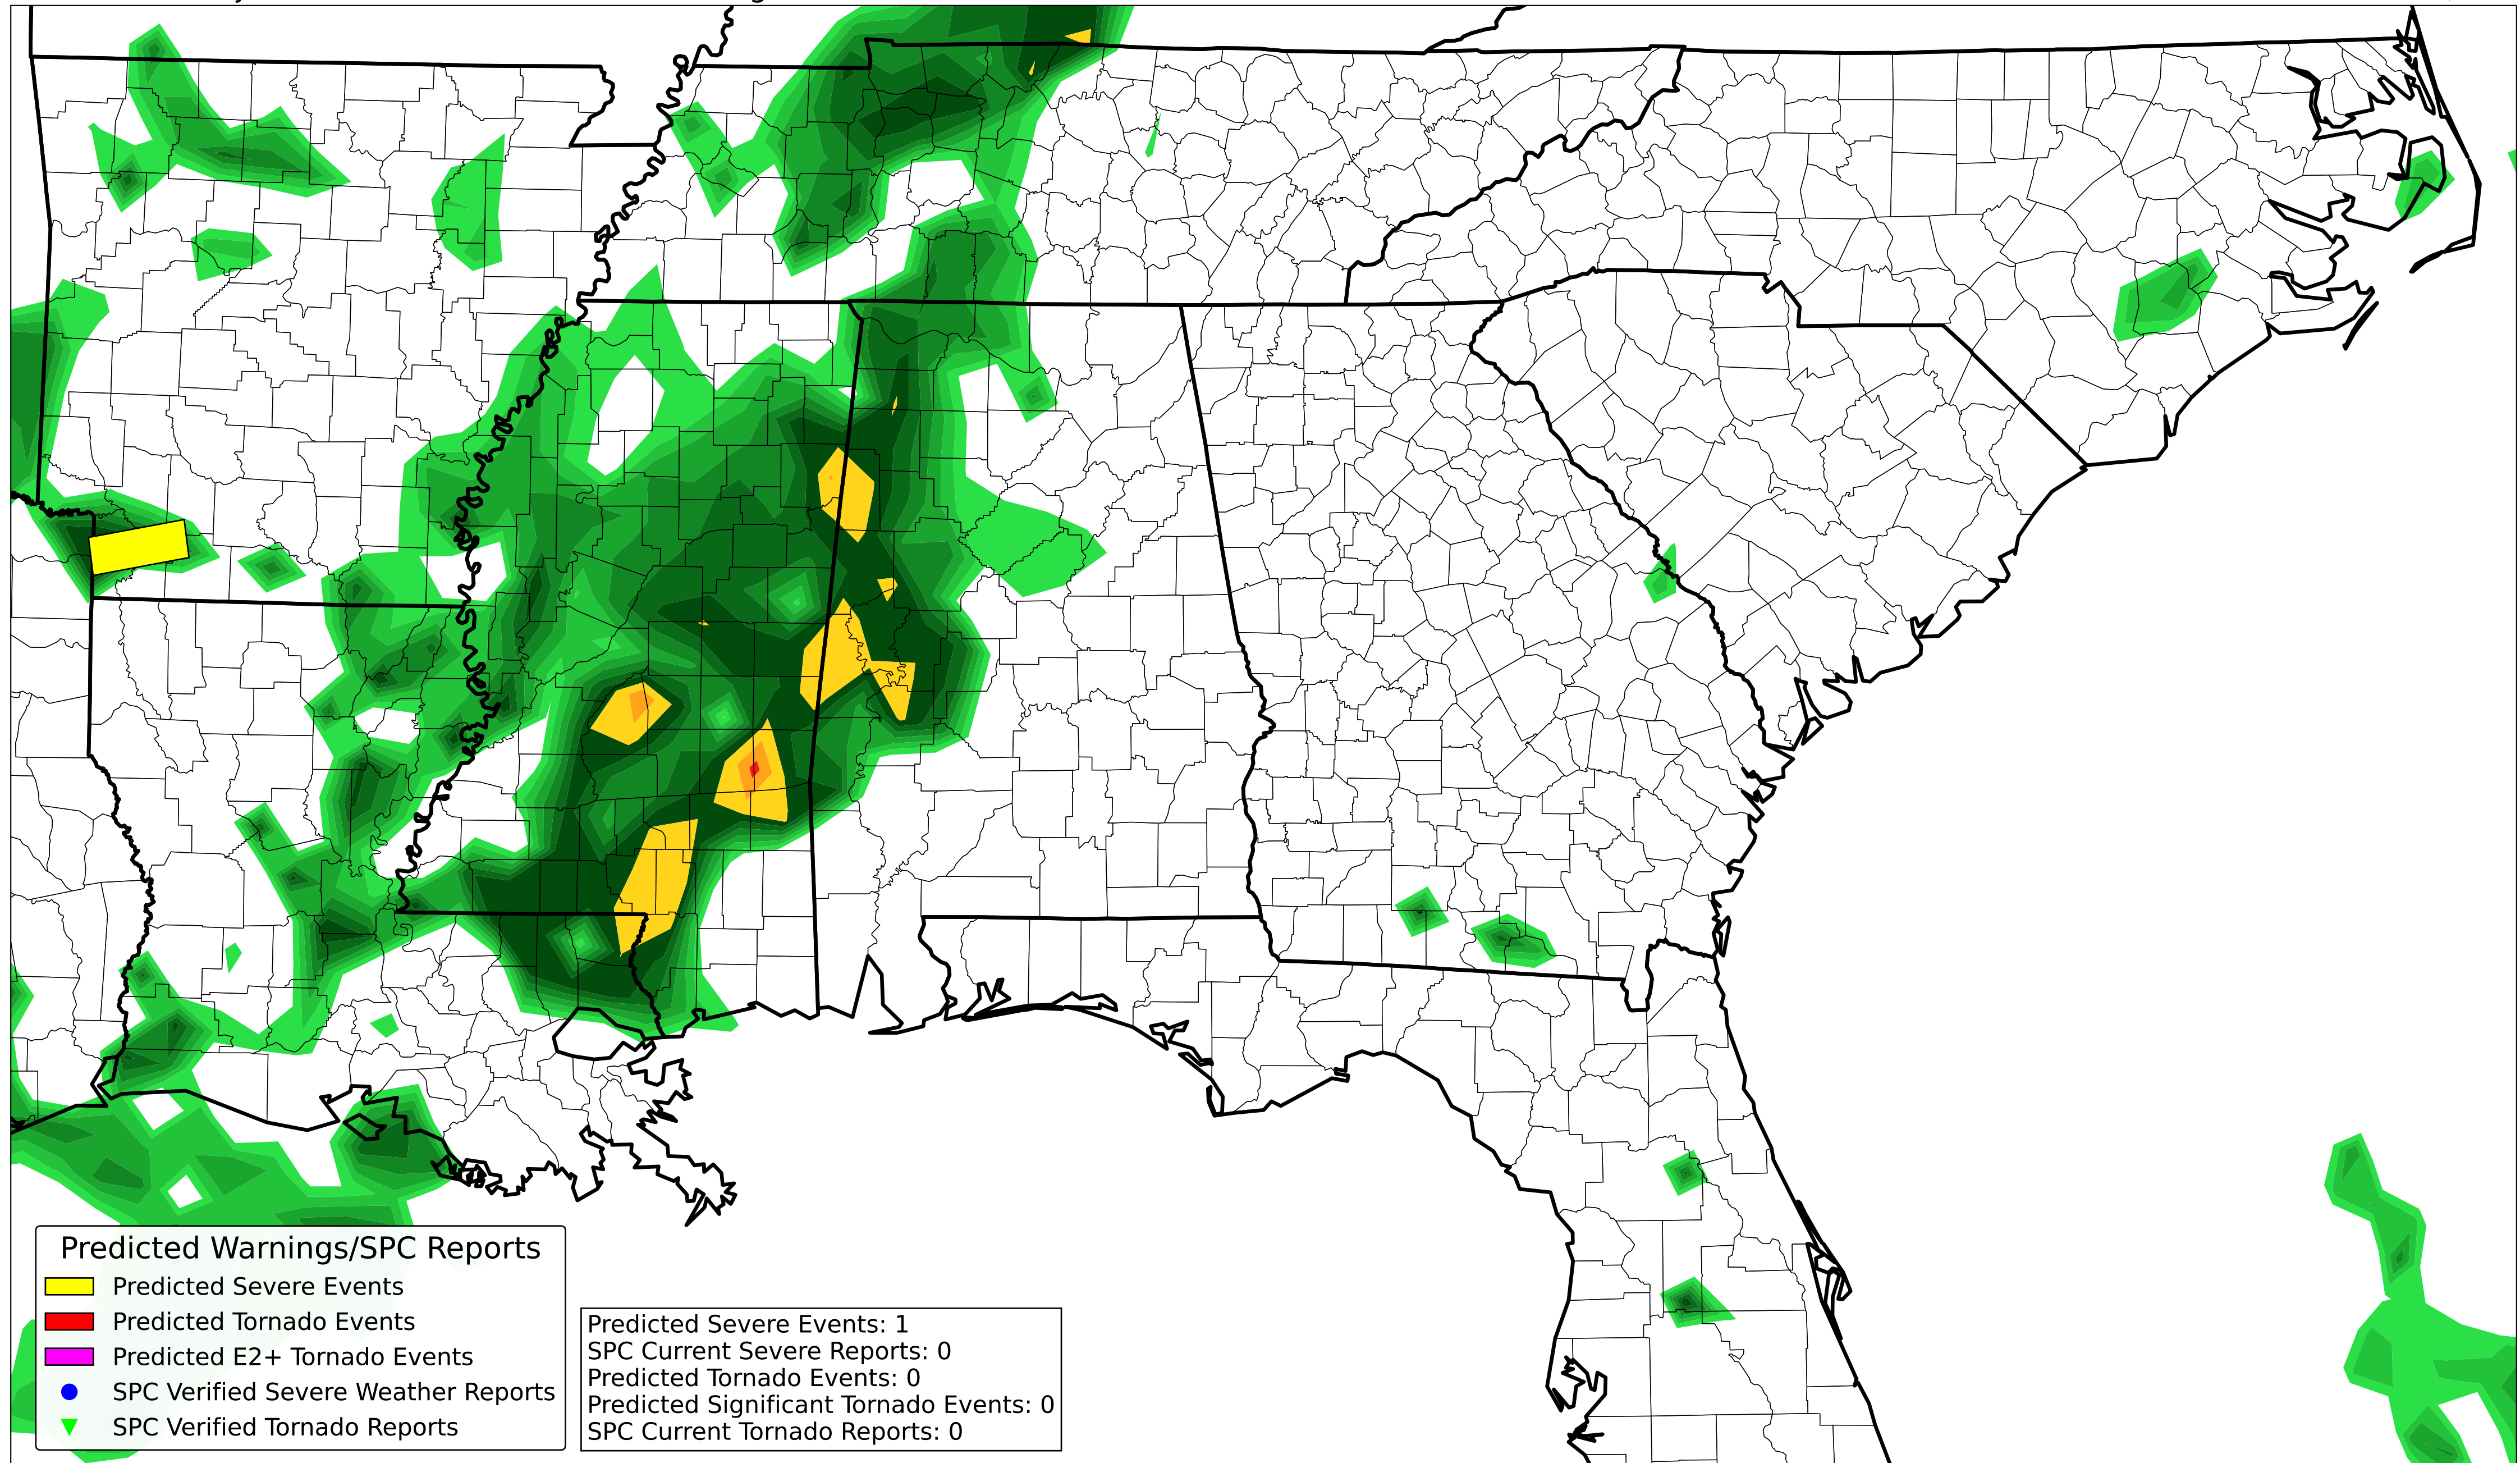 Predicted Warnings/SPC Reports
Predicted Severe Events
Predicted Tornado Events
Predicted E2+ Tornado Events
SPC Verified Severe Weather Reports
SPC Verified Tornado Reports
Predicted Severe Events: 1
SPC Current Severe Reports: 0
Predicted Tornado Events: 0
Predicted Significant Tornado Events: 0
SPC Current Tornado Reports: 0